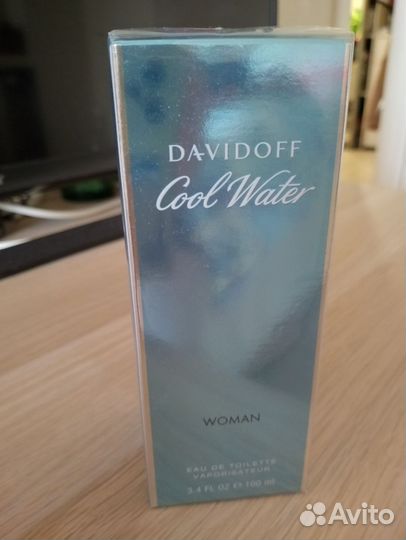 DAVIDOFF
Cool Water
WOMAN
EAU DE TOILETTE
VAPORISATEUR
3.4 FL OZ e 100 ml
Avito